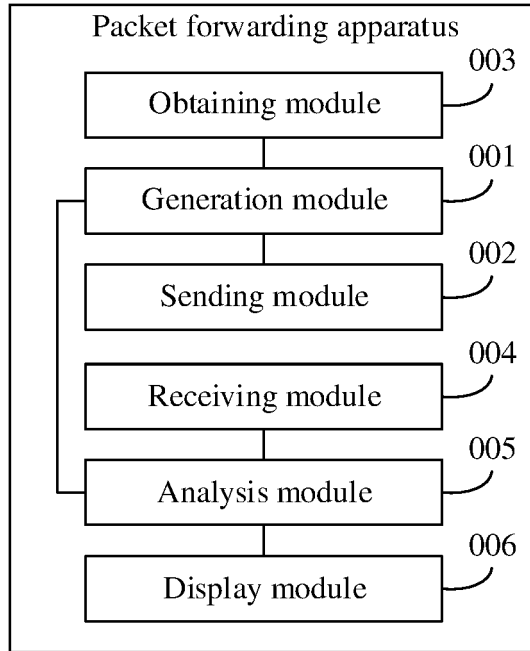 Packet forwarding apparatus
003
Obtaining module
001
Generation module
002
Sending module
004
Receiving module
005
Analysis module
006
Display module